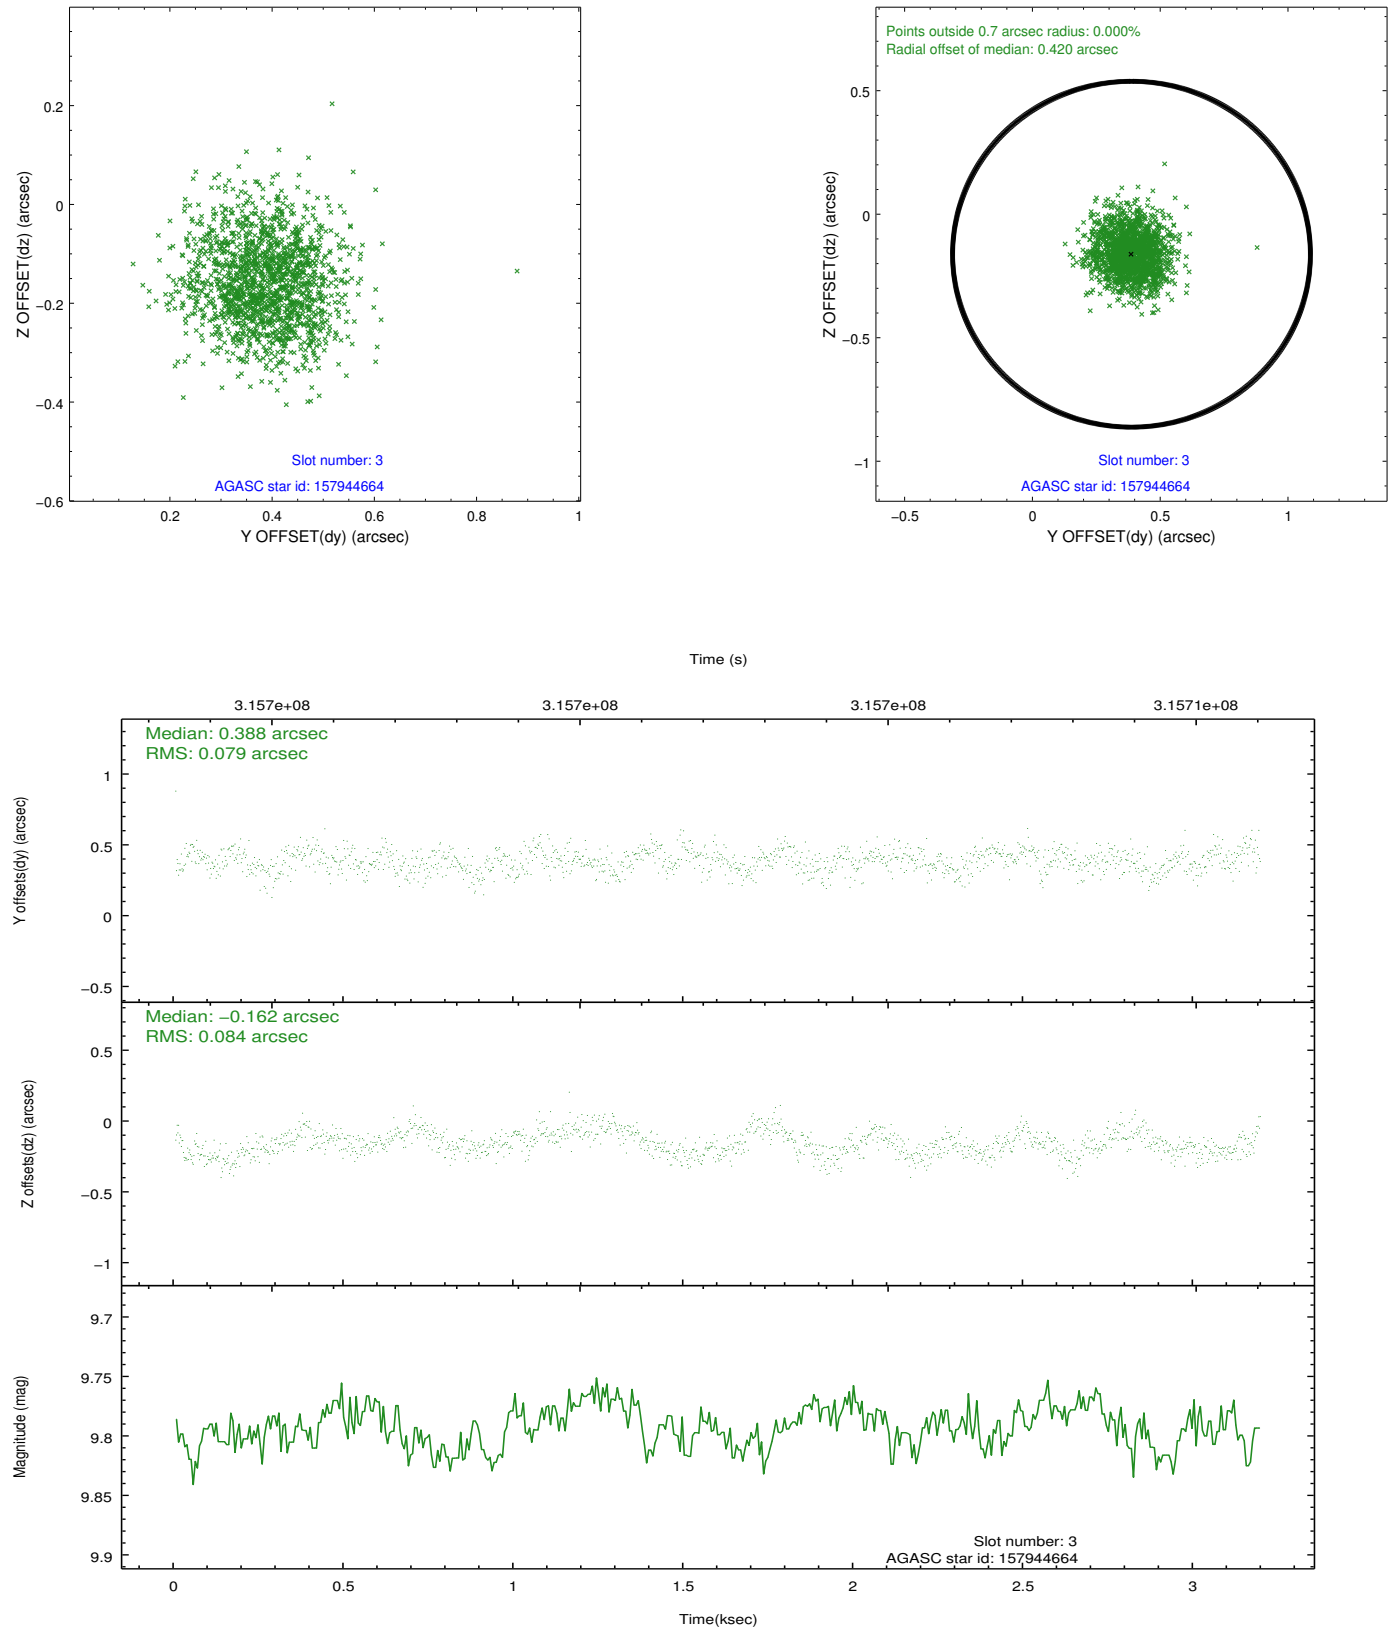 0.2
0
−0.2
−0.4
−0.6
Z OFFSET(dz) (arcsec)
Slot number: 3
AGASC star id: 157944664
0.2 0.4 0.6 0.8 1
Y OFFSET(dy) (arcsec)
Points outside 0.7 arcsec radius: 0.000%
Radial offset of median: 0.420 arcsec
0.5
0
−0.5
−1
Z OFFSET(dz) (arcsec)
Slot number: 3
AGASC star id: 157944664
−0.5 0 0.5 1
Y OFFSET(dy) (arcsec)
Time (s)
3.157e+08 3.157e+08 3.157e+08 3.1571e+08
Median: 0.388 arcsec
RMS: 0.079 arcsec
1
0.5
0
−0.5
Y offsets(dy) (arcsec)
Median: −0.162 arcsec
RMS: 0.084 arcsec
0.5
0
−0.5
−1
Z offsets(dz) (arcsec)
9.7
9.75
9.8
9.85
9.9
Magnitude (mag)
Slot number: 3
AGASC star id: 157944664
0 0.5 1 1.5 2 2.5 3
Time(ksec)